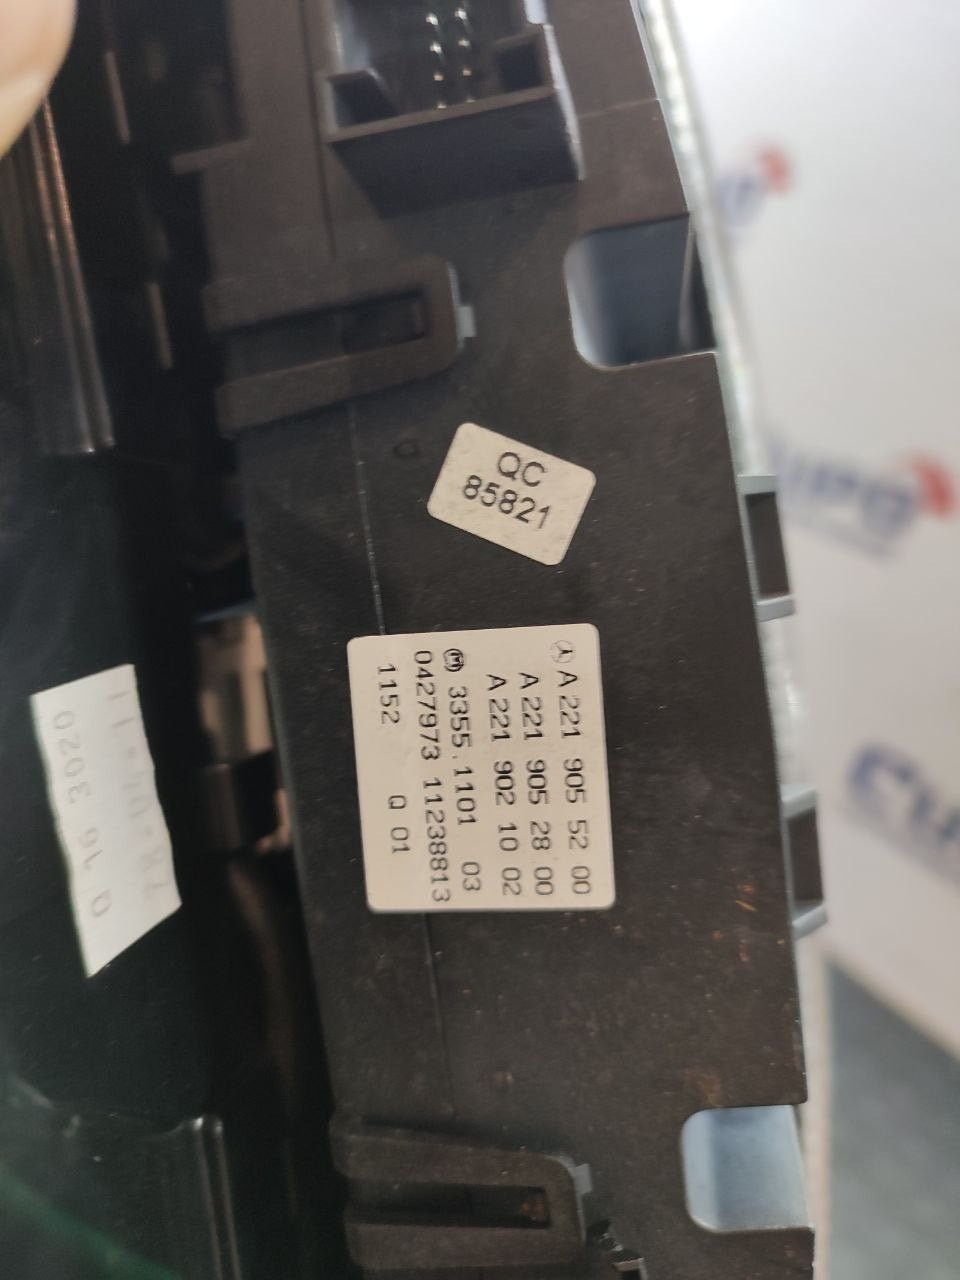 QC
85821
A 221 905 52 00
A 221 905 28 00
A 221 902 10 02
3355.1101 03
0427973 11238813
1152 Q 01